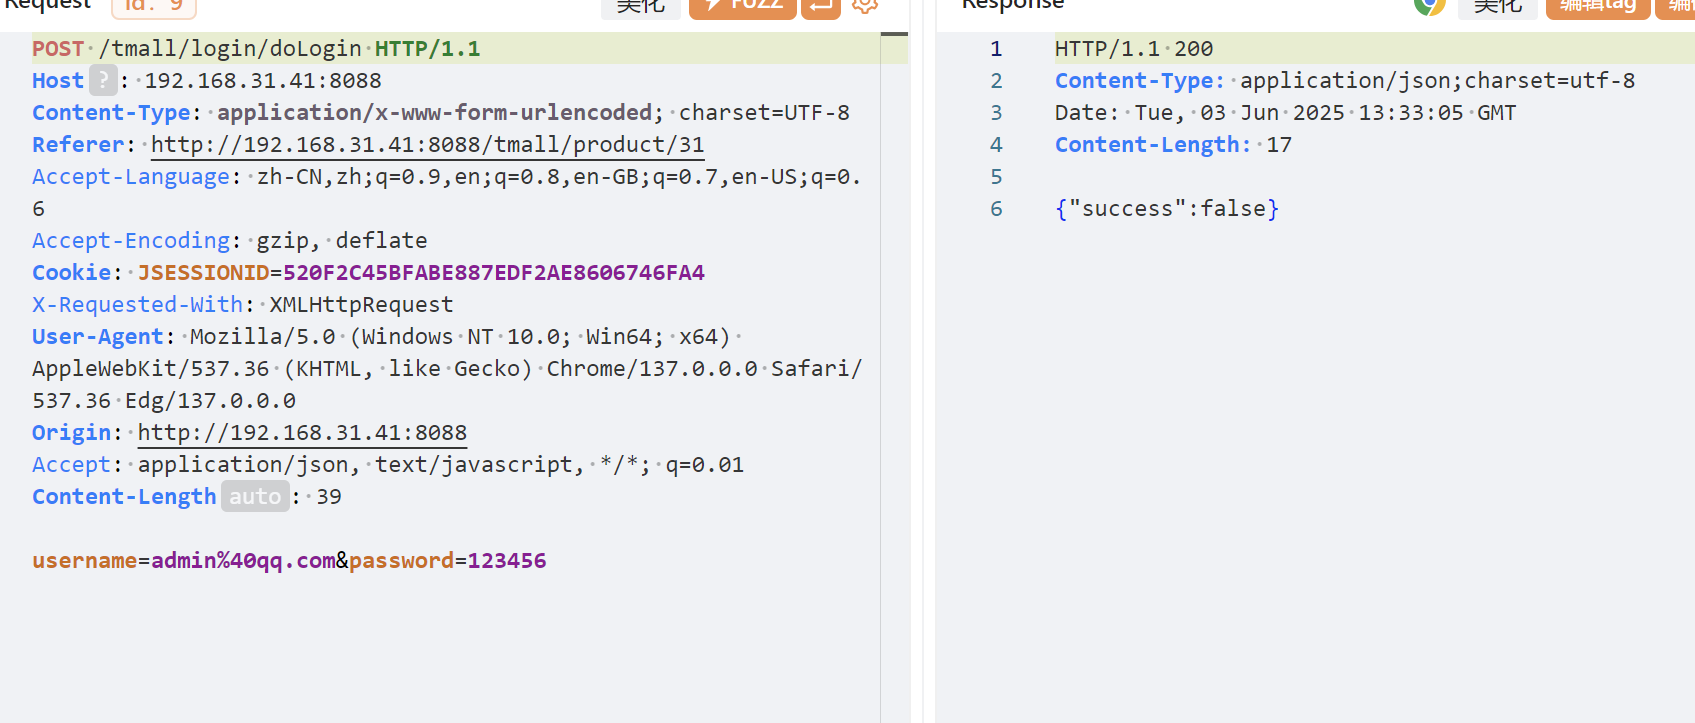 Request id: 9 美化 FUZZ
POST /tmall/login/doLogin HTTP/1.1
Host ? : 192.168.31.41:8088
Content-Type: application/x-www-form-urlencoded; charset=UTF-8
Referer: http://192.168.31.41:8088/tmall/product/31
Accept-Language: zh-CN,zh;q=0.9,en;q=0.8,en-GB;q=0.7,en-US;q=0.
6
Accept-Encoding: gzip, deflate
Cookie: JSESSIONID=520F2C45BFABE887EDF2AE8606746FA4
X-Requested-With: XMLHttpRequest
User-Agent: Mozilla/5.0 (Windows NT 10.0; Win64; x64)
AppleWebKit/537.36 (KHTML, like Gecko) Chrome/137.0.0.0 Safari/
537.36 Edg/137.0.0.0
Origin: http://192.168.31.41:8088
Accept: application/json, text/javascript, */*; q=0.01
Content-Length auto : 39
username=admin%40qq.com&password=123456
Response 美化 编辑tag
1 HTTP/1.1 200
2 Content-Type: application/json;charset=utf-8
3 Date: Tue, 03 Jun 2025 13:33:05 GMT
4 Content-Length: 17
5
6 {"success":false}